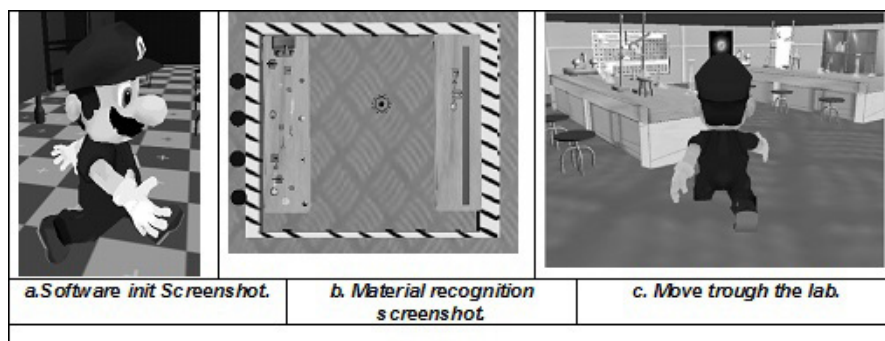 a.Software init Screenshot.
b. Material recognition
screenshot.
c. Move trough the lab.